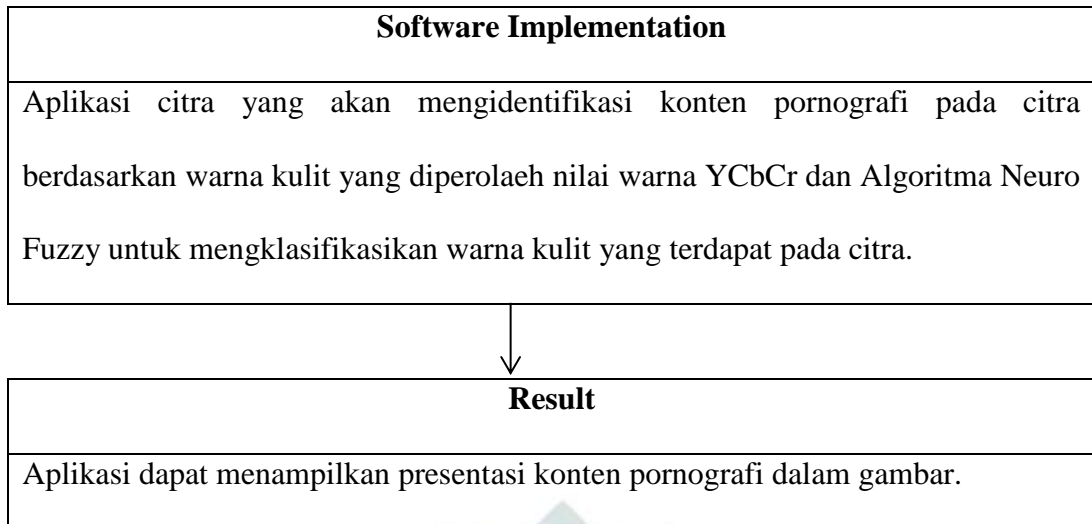 Software Implementation
Aplikasi citra yang akan mengidentifikasi konten pornografi pada citra
berdasarkan warna kulit yang diperolaeh nilai warna YCbCr dan Algoritma Neuro
Fuzzy untuk mengklasifikasikan warna kulit yang terdapat pada citra.
Result
Aplikasi dapat menampilkan presentasi konten pornografi dalam gambar.